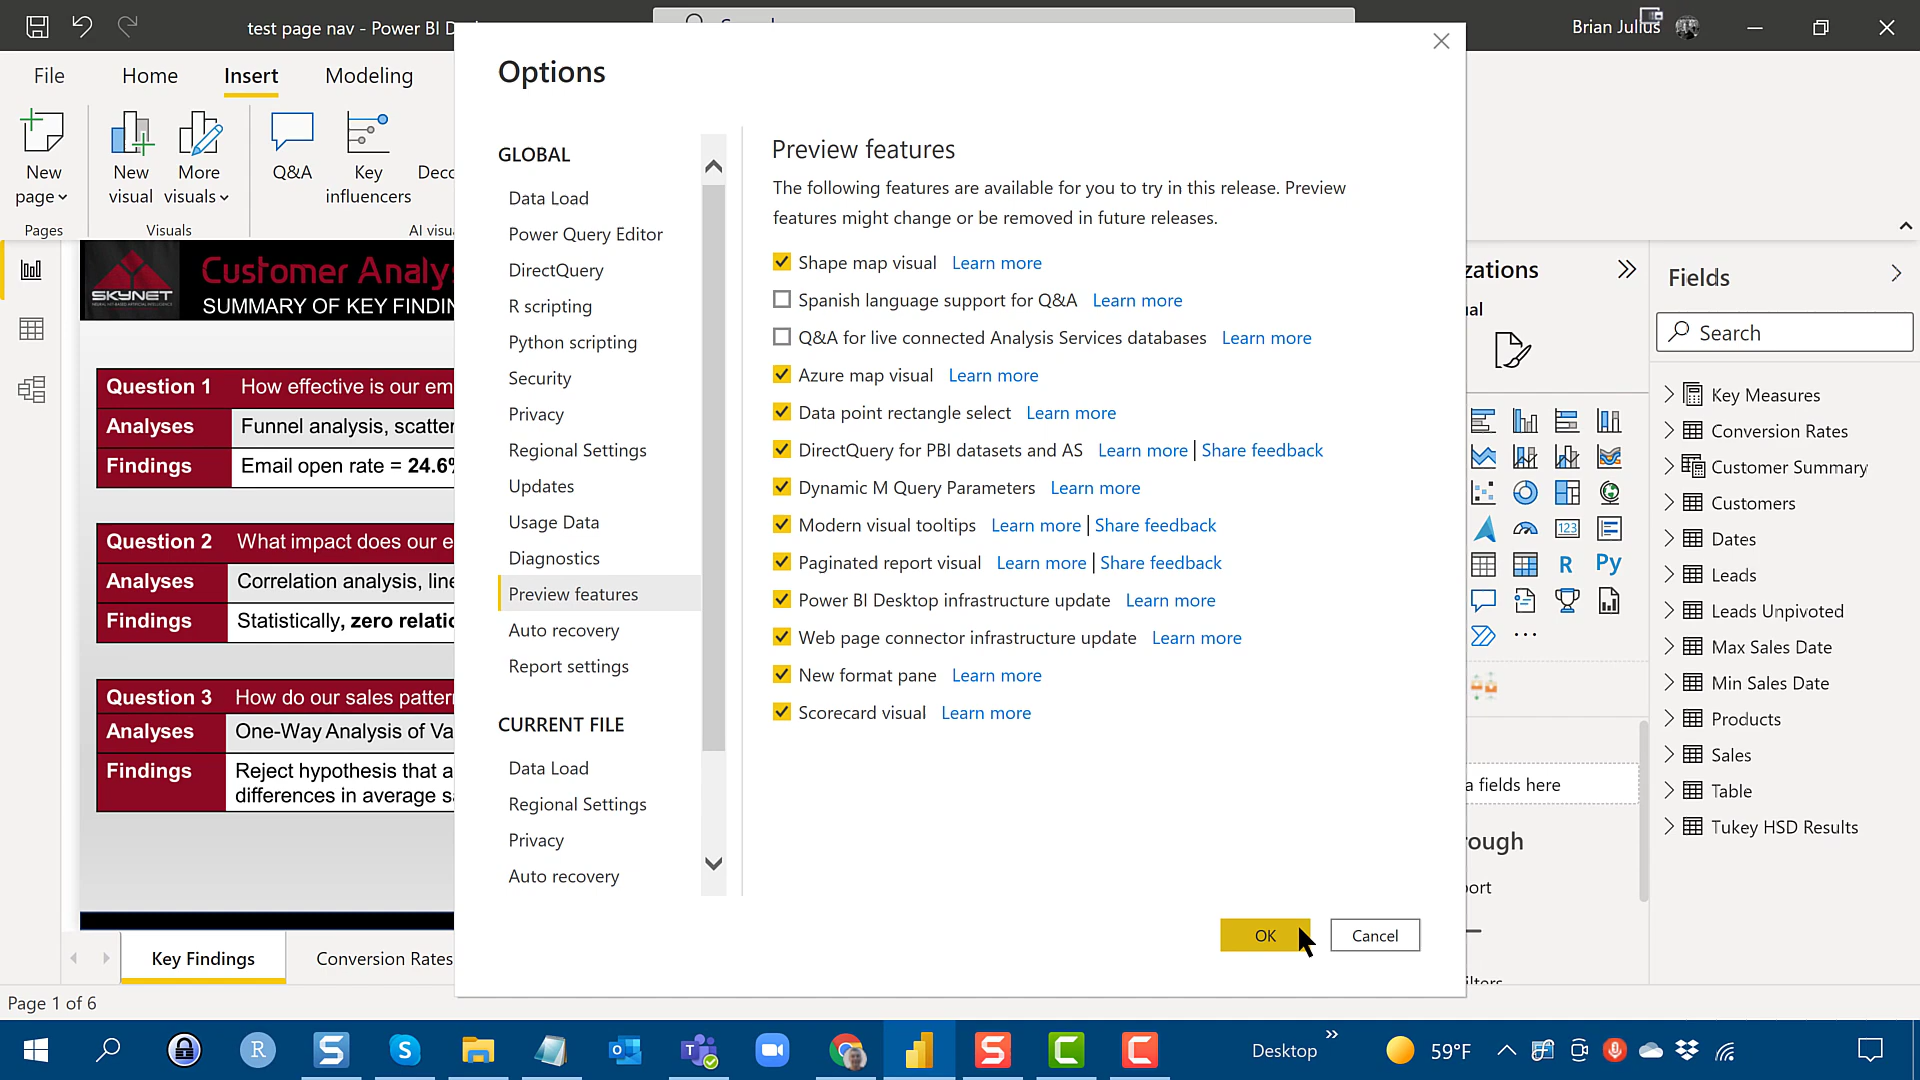 test page nav - Power BI D
Brian Julius
File
Home
Insert
Modeling
New page
New visual
More visuals
Q&A
Key influencers
Deco
Pages
Visuals
AI visu
SKYNET
Customer Analy
SUMMARY OF KEY FINDIN
Question 1 How effective is our em
Analyses Funnel analysis, scatter
Findings Email open rate = 24.6%
Question 2 What impact does our e
Analyses Correlation analysis, line
Findings Statistically, zero relatio
Question 3 How do our sales pattern
Analyses One-Way Analysis of Va
Findings Reject hypothesis that a
differences in average sa
Key Findings
Conversion Rates
Page 1 of 6
Options
GLOBAL
Data Load
Power Query Editor
DirectQuery
R scripting
Python scripting
Security
Privacy
Regional Settings
Updates
Usage Data
Diagnostics
Preview features
Auto recovery
Report settings
CURRENT FILE
Data Load
Regional Settings
Privacy
Auto recovery
Preview features
The following features are available for you to try in this release. Preview
features might change or be removed in future releases.
Shape map visual Learn more
Spanish language support for Q&A Learn more
Q&A for live connected Analysis Services databases Learn more
Azure map visual Learn more
Data point rectangle select Learn more
DirectQuery for PBI datasets and AS Learn more | Share feedback
Dynamic M Query Parameters Learn more
Modern visual tooltips Learn more | Share feedback
Paginated report visual Learn more | Share feedback
Power BI Desktop infrastructure update Learn more
Web page connector infrastructure update Learn more
New format pane Learn more
Scorecard visual Learn more
OK
Cancel
zations
ual
123
R
Py
a fields here
rough
port
Fields
Search
Key Measures
Conversion Rates
Customer Summary
Customers
Dates
Leads
Leads Unpivoted
Max Sales Date
Min Sales Date
Products
Sales
Table
Tukey HSD Results
Desktop
59°F